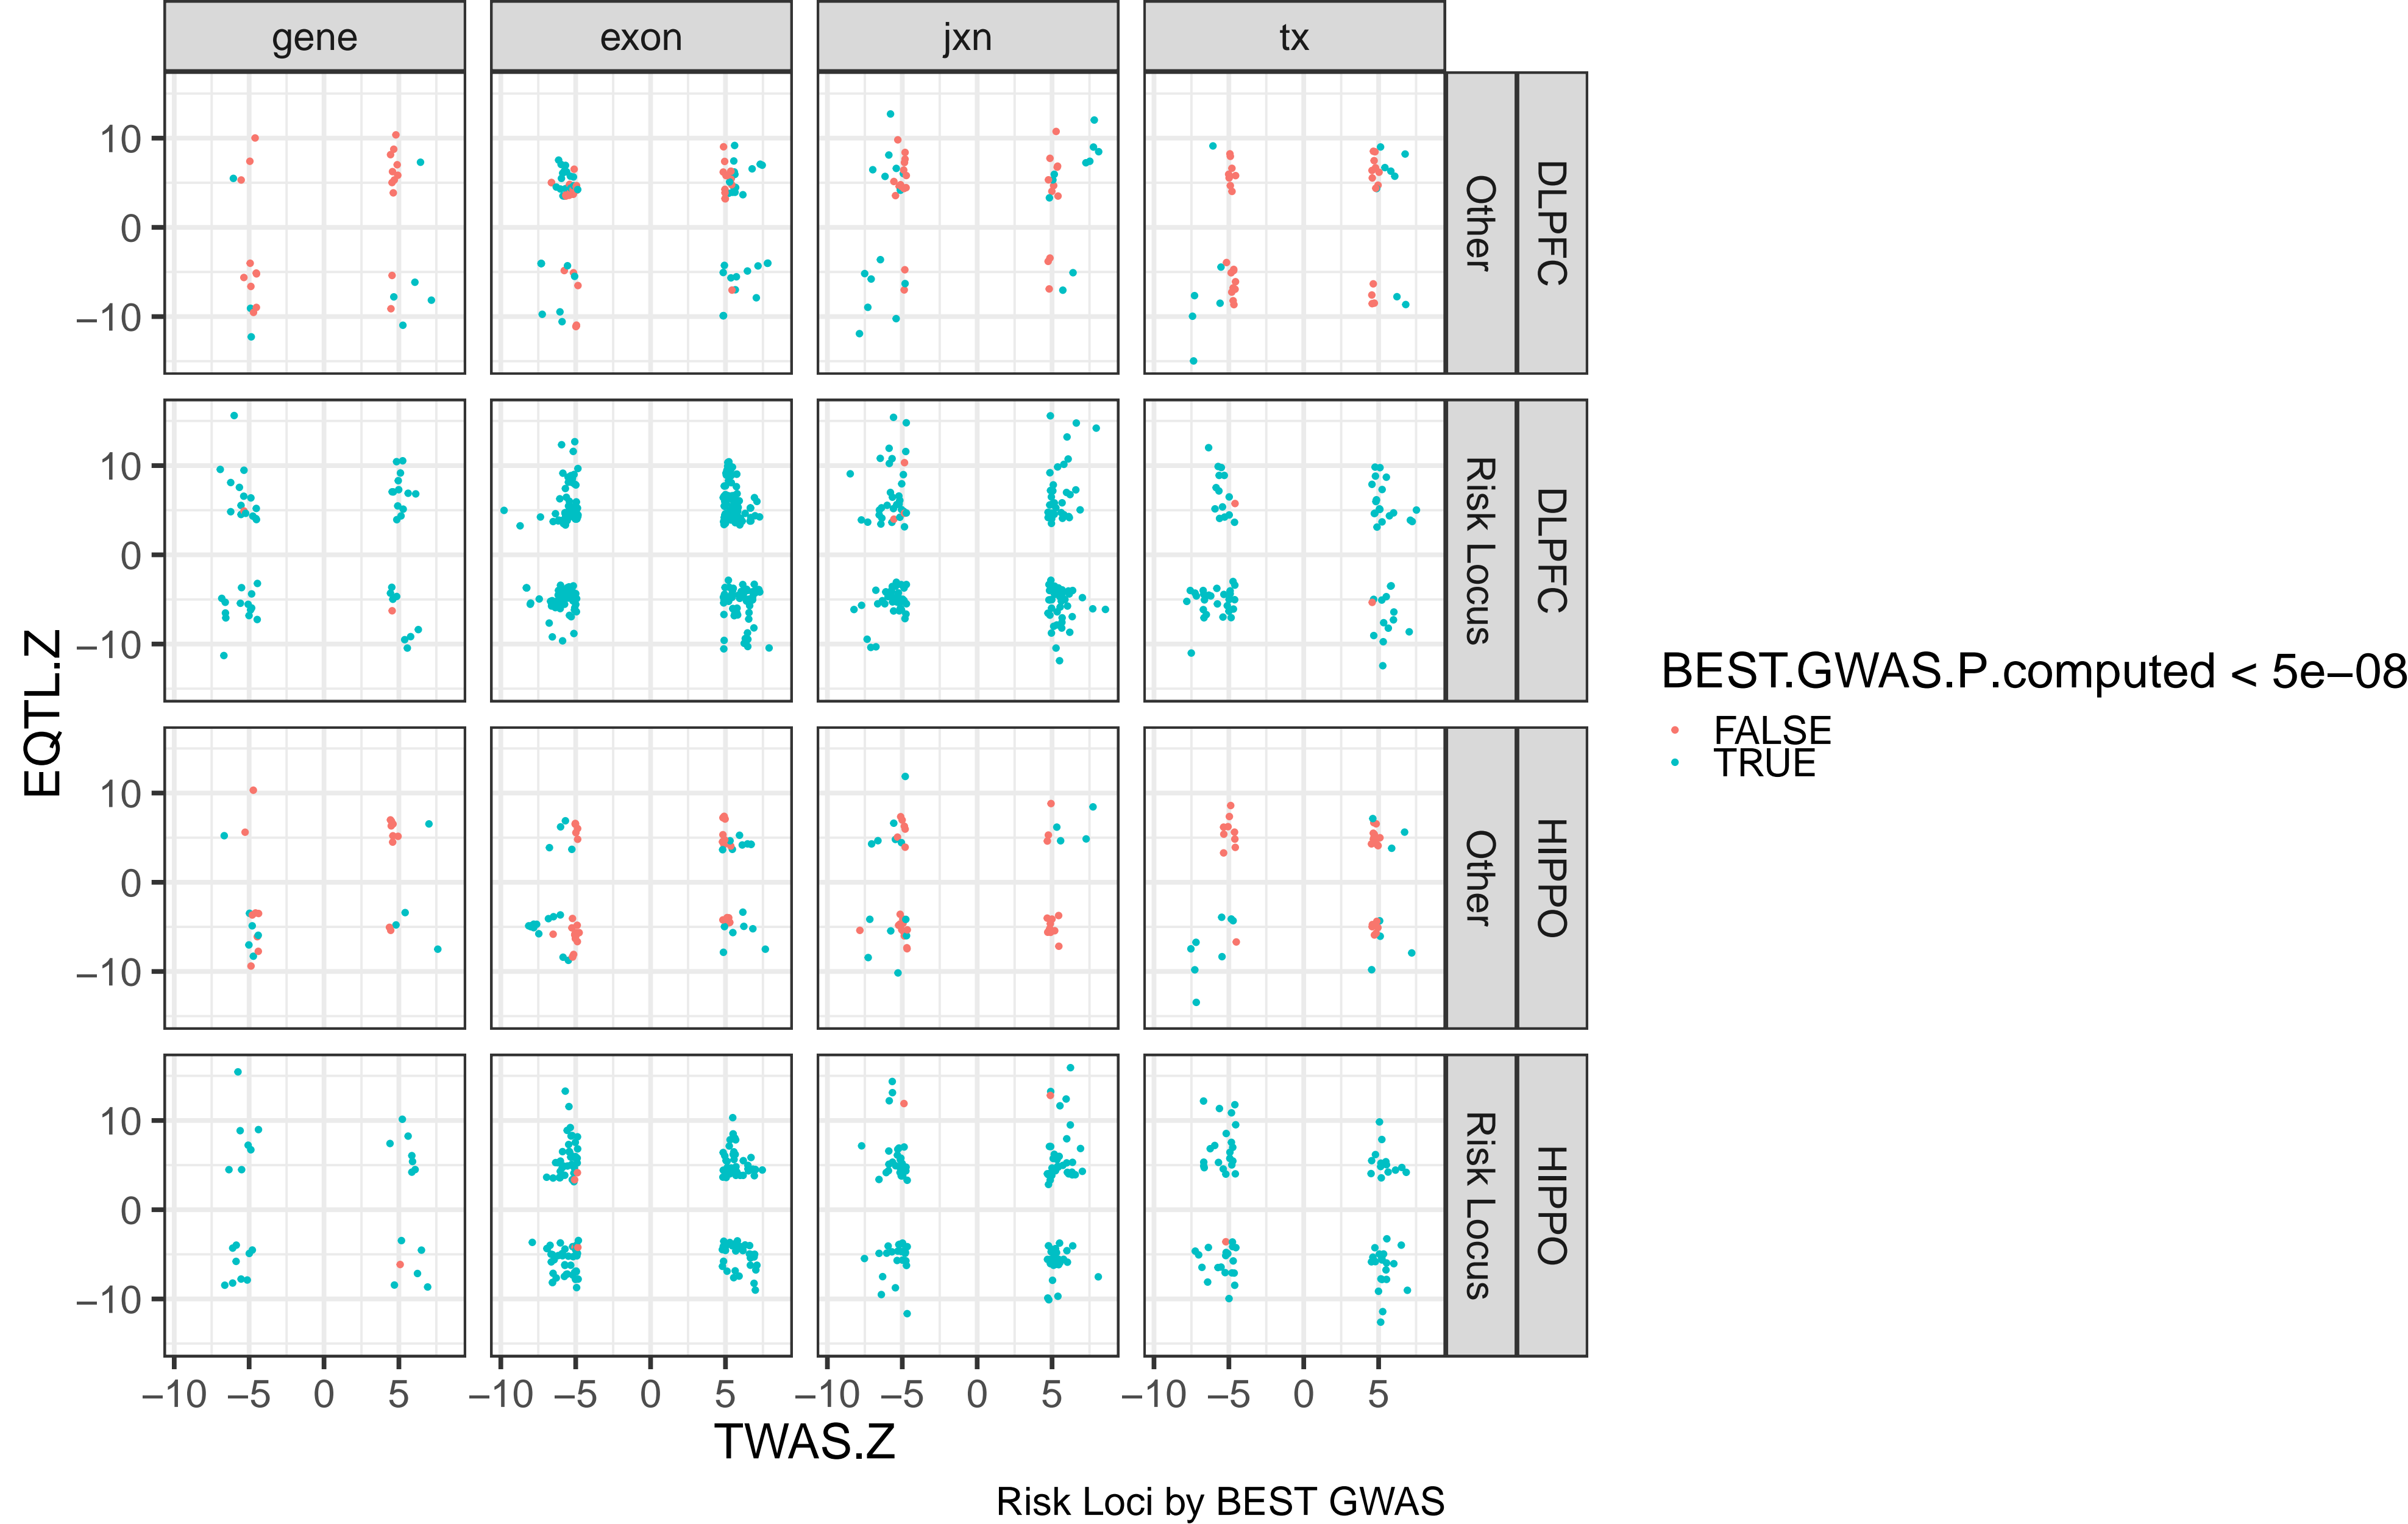 gene exon jxn tx
10
0
−10
Other DLPFC
10
0
−10
Risk Locus DLPFC
10
0
−10
Other HIPPO
10
0
−10
Risk Locus HIPPO
EQTL.Z
−10 −5 0 5 −10 −5 0 5 −10 −5 0 5 −10 −5 0 5
TWAS.Z
BEST.GWAS.P.computed < 5e−08
FALSE
TRUE
Risk Loci by BEST GWAS